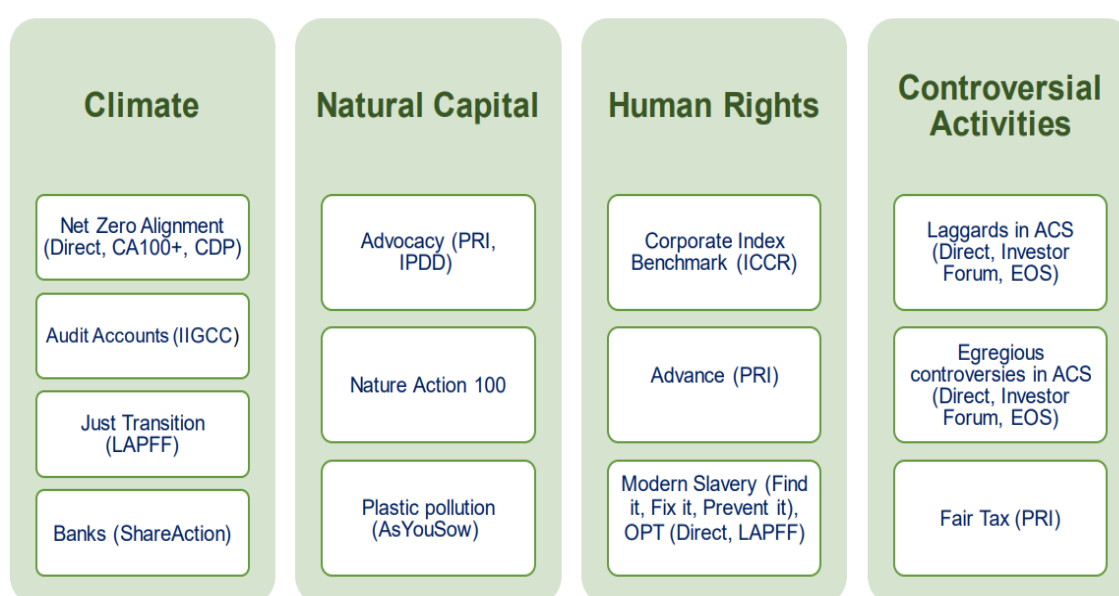 Climate
Net Zero Alignment
(Direct, CA100+, CDP)
Audit Accounts (IIGCC)
Just Transition
(LAPFF)
Banks (ShareAction)
Natural Capital
Advocacy (PRI,
IPDD)
Nature Action 100
Plastic pollution
(AsYouSow)
Human Rights
Corporate Index
Benchmark (ICCR)
Advance (PRI)
Modern Slavery (Find
it, Fix it, Prevent it),
OPT (Direct, LAPFF)
Controversial
Activities
Laggards in ACS
(Direct, Investor
Forum, EOS)
Egregious
controversies in ACS
(Direct, Investor
Forum, EOS)
Fair Tax (PRI)